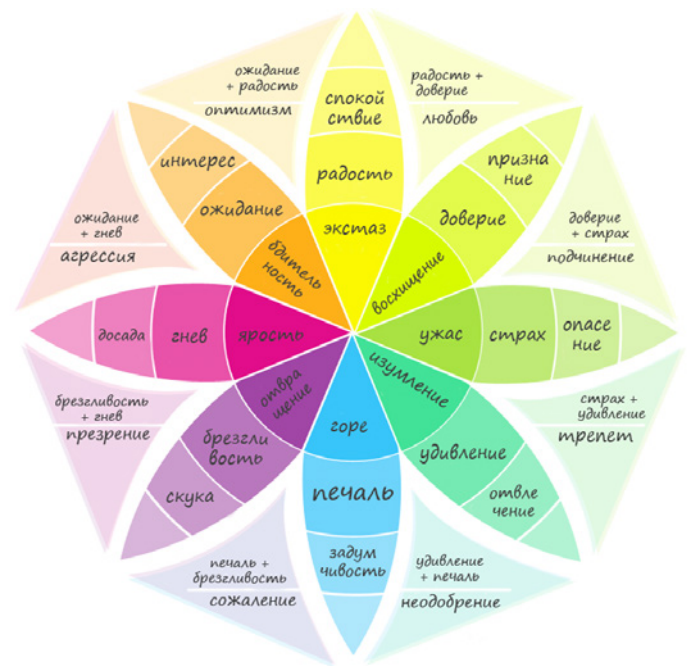 ожидание
+ радость
оптимизм
радость +
доверие
любовь
спокой
ствие
радость
экстаз
интерес
ожидание
бдитель
ность
призна
ние
доверие
восхищение
ожидание
+ гнев
агрессия
доверие
+ страх
подчинение
досада
гнев
ярость
ужас
страх
опасе
ние
брезгливость
+ гнев
презрение
отвра
щение
брезгли
вость
скука
горе
печаль
задум
чивость
изумление
удивление
отвле
чение
страх +
удивление
трепет
печаль +
брезгливость
сожаление
удивление
+ печаль
неодобрение